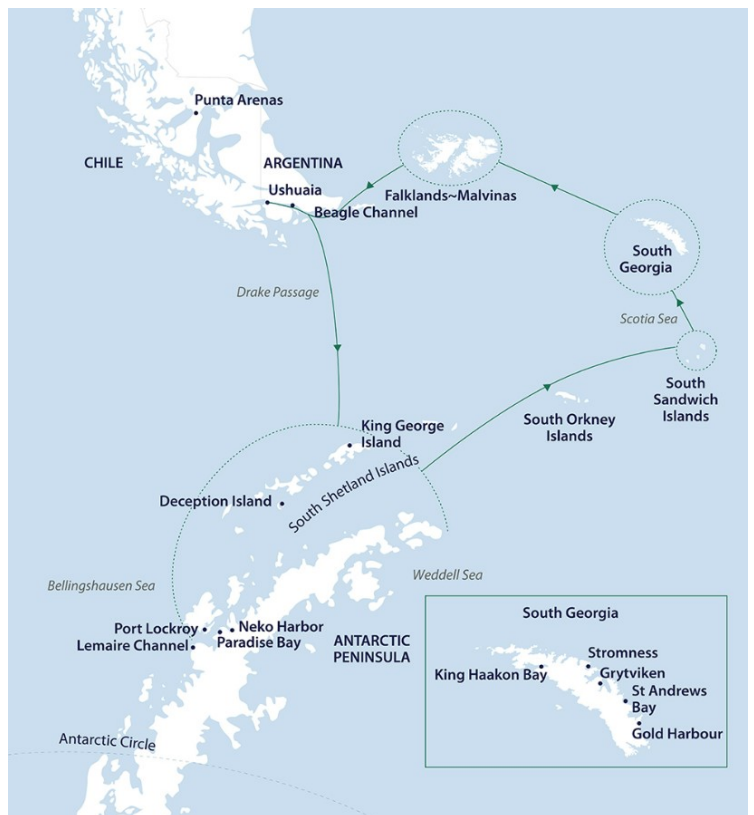 Punta Arenas
CHILE
ARGENTINA
Ushuaia
Beagle Channel
Falklands~Malvinas
South
Georgia
Drake Passage
Scotia Sea
South
Sandwich
Islands
King George
Island
South Orkney
Islands
South Shetland Islands
Deception Island
Bellingshausen Sea
Weddell Sea
Port Lockroy
Neko Harbor
Lemaire Channel
Paradise Bay
ANTARCTIC
PENINSULA
Antarctic Circle
South Georgia
Stromness
King Haakon Bay
Grytviken
St Andrews
Bay
Gold Harbour